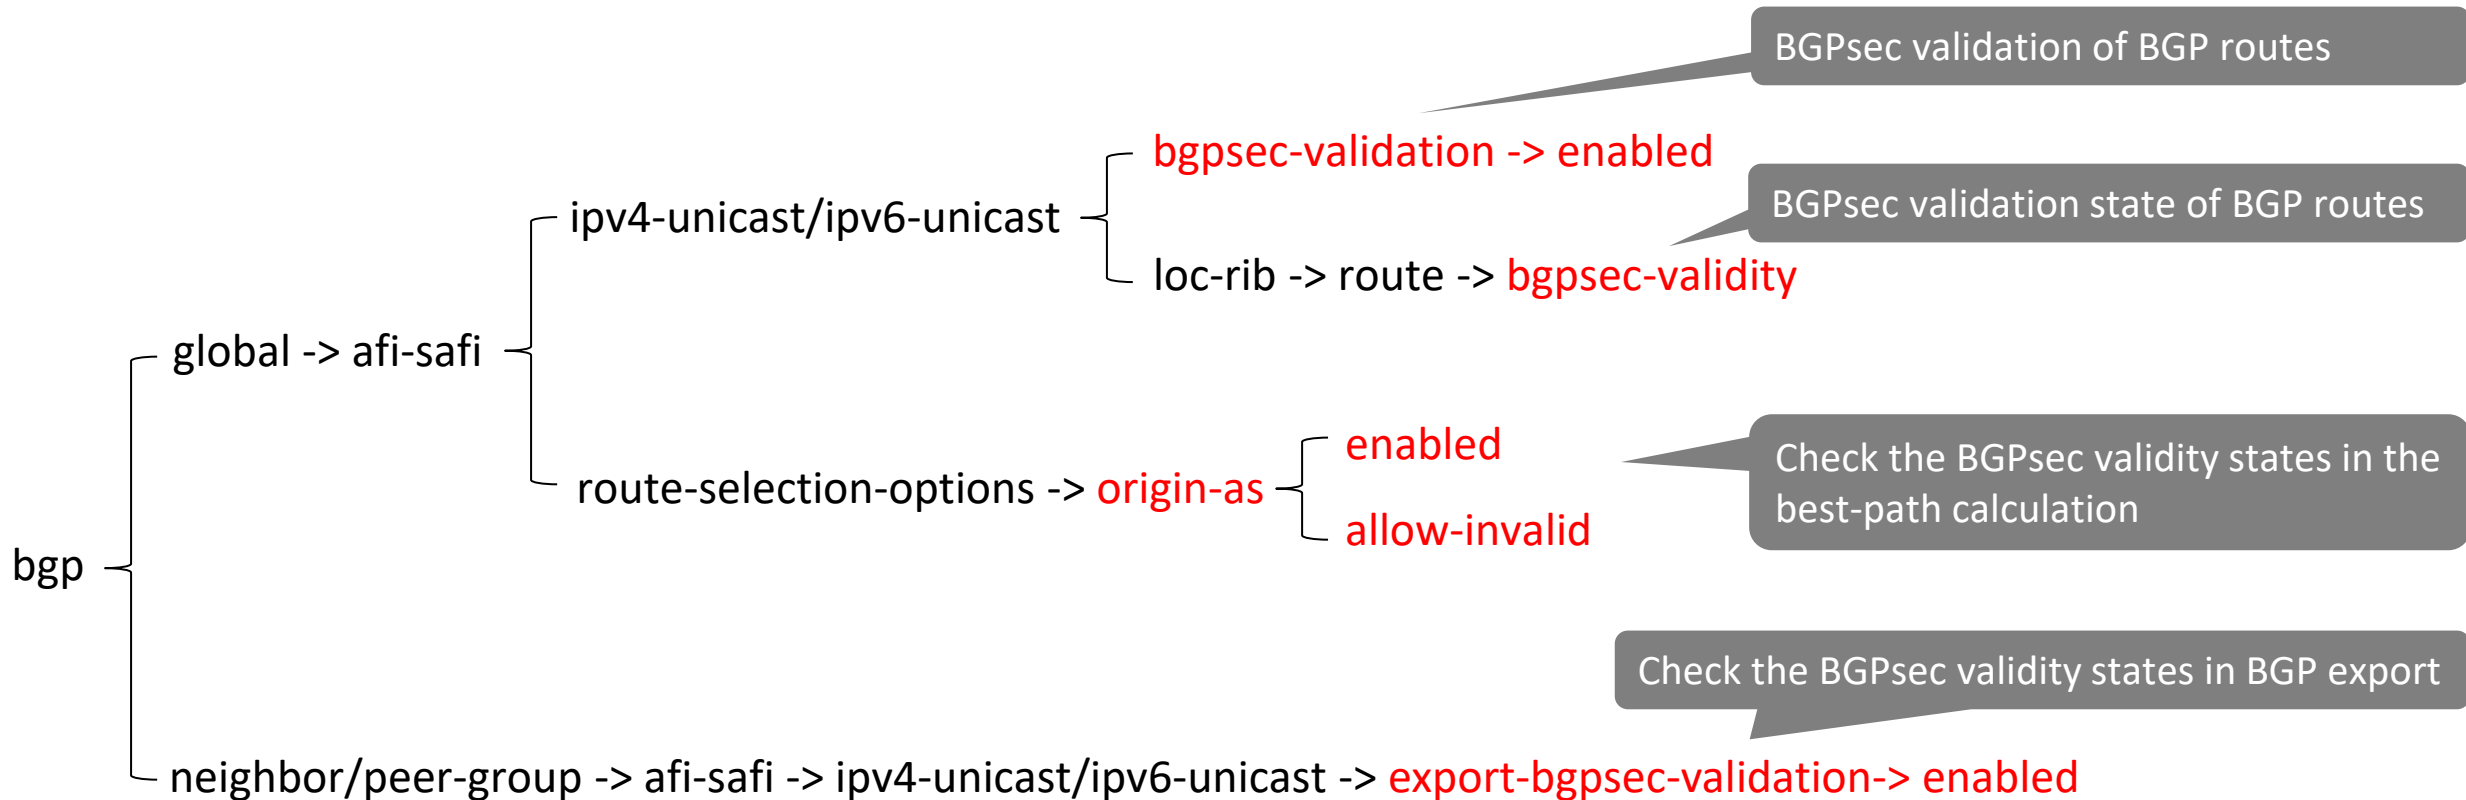 BGPsec validation of BGP routes
bgpsec-validation -> enabled
BGPsec validation state of BGP routes
ipv4-unicast/ipv6-unicast
loc-rib -> route -> bgpsec-validity
global -> afi-safi
enabled
Check the BGPsec validity states in the
best-path calculation
route-selection-options -> origin-as
allow-invalid
bgp
Check the BGPsec validity states in BGP export
neighbor/peer-group -> afi-safi -> ipv4-unicast/ipv6-unicast -> export-bgpsec-validation-> enabled